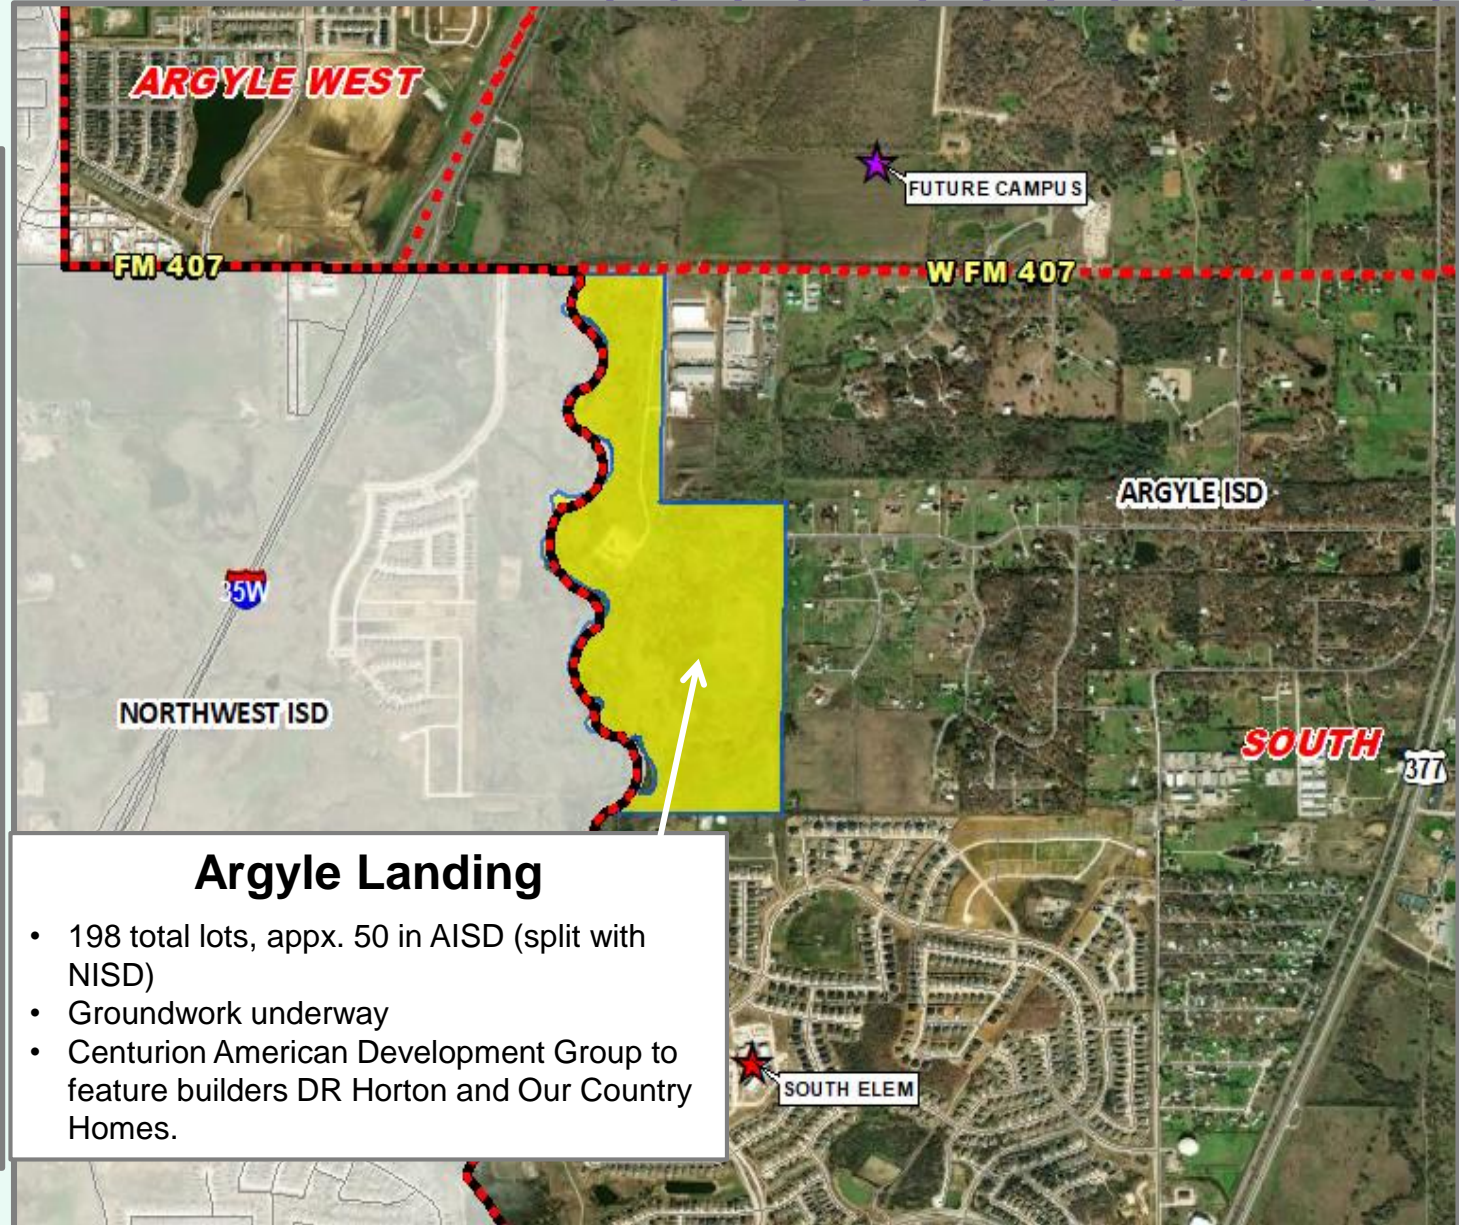 ARGYLE WEST
FUTURE CAMPUS
FM 407
W FM 407
ARGYLE ISD
35W
NORTHWEST ISD
SOUTH
377
Argyle Landing
• 198 total lots, appx. 50 in AISD (split with
NISD)
• Groundwork underway
• Centurion American Development Group to
feature builders DR Horton and Our Country
Homes.
SOUTH ELEM